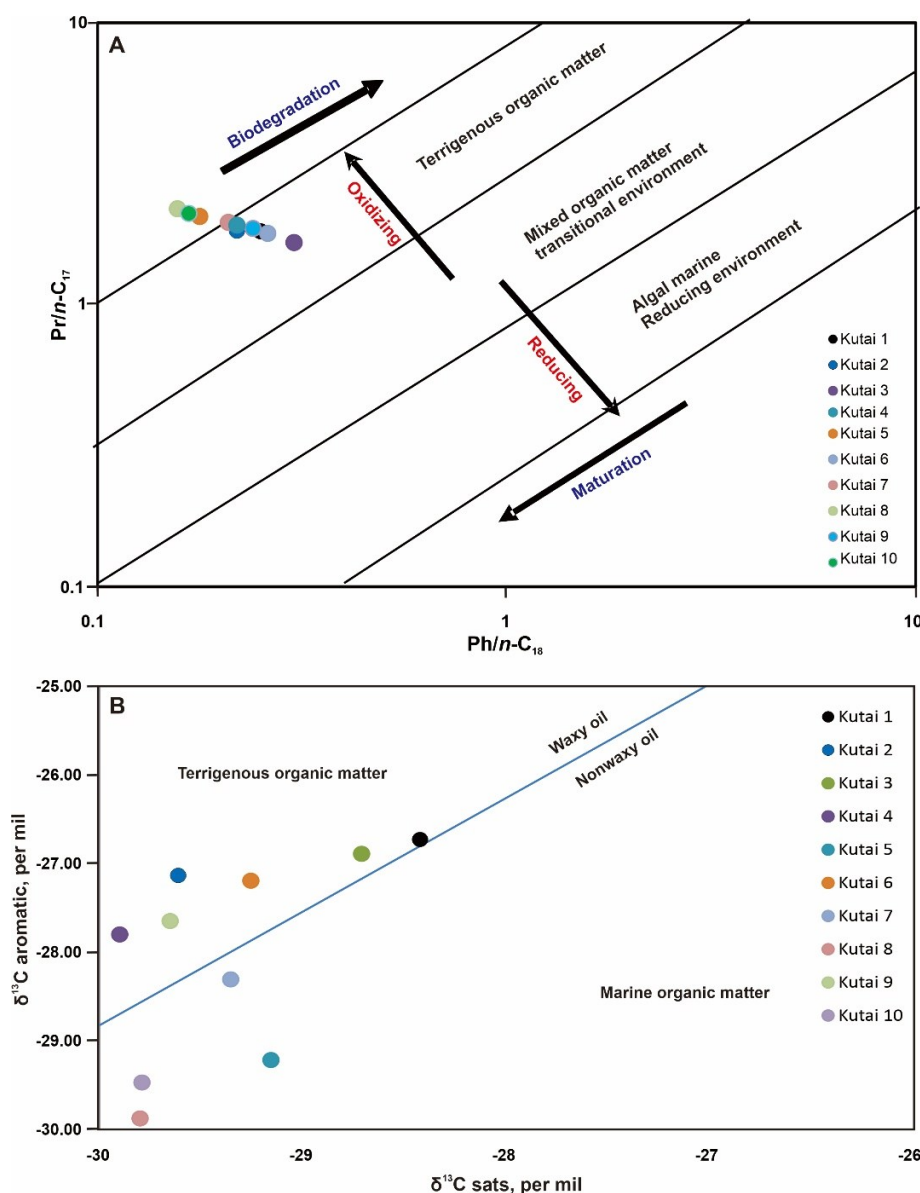 A
10
1
0.1
Pr/n-C₁₇
Biodegradation
Oxidizing
Terrigenous organic matter
Mixed organic matter
transitional environment
Algal marine
Reducing environment
Reducing
Maturation
Kutai 1
Kutai 2
Kutai 3
Kutai 4
Kutai 5
Kutai 6
Kutai 7
Kutai 8
Kutai 9
Kutai 10
0.1
1
10
Ph/n-C₁₈
B
-25.00
-26.00
-27.00
-28.00
-29.00
-30.00
δ¹³C aromatic, per mil
Terrigenous organic matter
Waxy oil
Nonwaxy oil
Marine organic matter
Kutai 1
Kutai 2
Kutai 3
Kutai 4
Kutai 5
Kutai 6
Kutai 7
Kutai 8
Kutai 9
Kutai 10
-30
-29
-28
-27
-26
δ¹³C sats, per mil